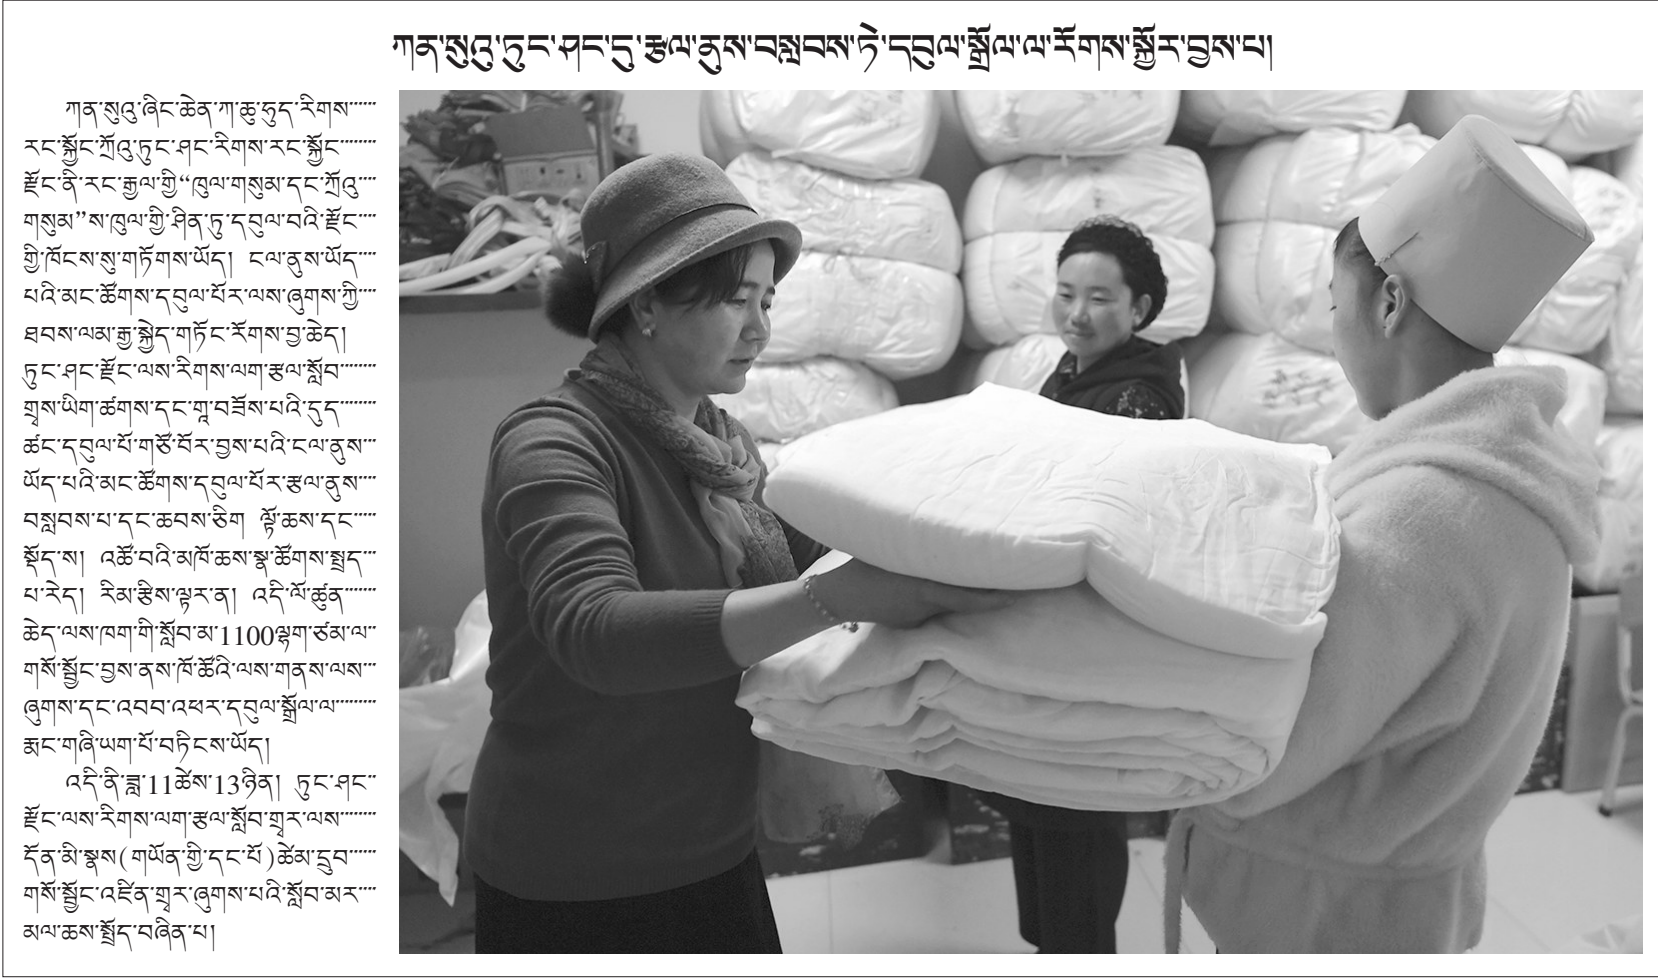 ཀན་སུའུ་ཏུང་ཤང་དུ་རྩལ་ནུས་བསླབས་ཏེ་དབུལ་སྒྲོལ་ལ་རོགས་སྐྱོར་བྱས་པ།
ཀན་སུའུ་ཞིང་ཆེན་ཀ་ཆུ་ཧུད་རིགས་་་་་
རང་སྐྱོང་ཀྲོའུ་ཏུང་ཤང་རིགས་རང་སྐྱོང་་་་་་་
རྫོང་ནི་རང་རྒྱལ་གྱི“ཁུལ་གསུམ་དང་ཀྲོའུ་་་་
གསུམ”ས་ཁུལ་གྱི་ཤིན་ཏུ་དབུལ་བའི་རྫོང་་་་
གྱི་ཁོངས་སུ་གཏོགས་ཡོད། ངལ་ནུས་ཡོད་་་་
པའི་མང་ཚོགས་དབུལ་པོར་ལས་ཞུགས་ཀྱི་་་་
ཐབས་ལམ་རྒྱ་སྐྱེད་གཏོང་རོགས་བྱ་ཆེད།
ཏུང་ཤང་རྫོང་ལས་རིགས་ལག་རྩལ་སློབ་་་་་་་
གྲྭས་ཡིག་ཚགས་དང་གྲྭ་བཟོས་པའི་དུད་་་་་་་
ཚང་དབུལ་པོ་གཙོ་བོར་བྱས་པའི་ངལ་ནུས་་་
ཡོད་པའི་མང་ཚོགས་དབུལ་པོར་རྩལ་ནུས་་་་
བསླབས་པ་དང་ཆབས་ཅིག ལྟོ་ཆས་དང་་་་་
སྡོད་ས། འཚོ་བའི་མཁོ་ཆས་སྣ་ཚོགས་སྤྲད་་་
པ་རེད། རིམ་རྩིས་ལྟར་ན། འདི་ལོ་ཚུན་་་་་་
ཆེད་ལས་ཁག་གི་སློབ་མ་1100ལྷག་ཙམ་ལ་་
གསོ་སྦྱོང་བྱས་ནས་ཁོ་ཚོའི་ལས་གནས་ལས་་་
ཞུགས་དང་འབབ་འཕར་དབུལ་སྒྲོལ་ལ་་་་་་་་
རྨང་གཞི་ཡག་པོ་བཏིངས་ཡོད།
འདི་ནི་ཟླ་11ཚེས་13ཉིན། ཏུང་ཤང་་
རྫོང་ལས་རིགས་ལག་རྩལ་སློབ་གྲྭར་ལས་་་་་་་
དོན་མི་སྣས(གཡོན་གྱི་དང་པོ)ཚེམ་དྲུབ་་་་་
གསོ་སྦྱོང་འཛིན་གྲྭར་ཞུགས་པའི་སློབ་མར་་་་
མལ་ཆས་སྤྲོད་བཞིན་པ།